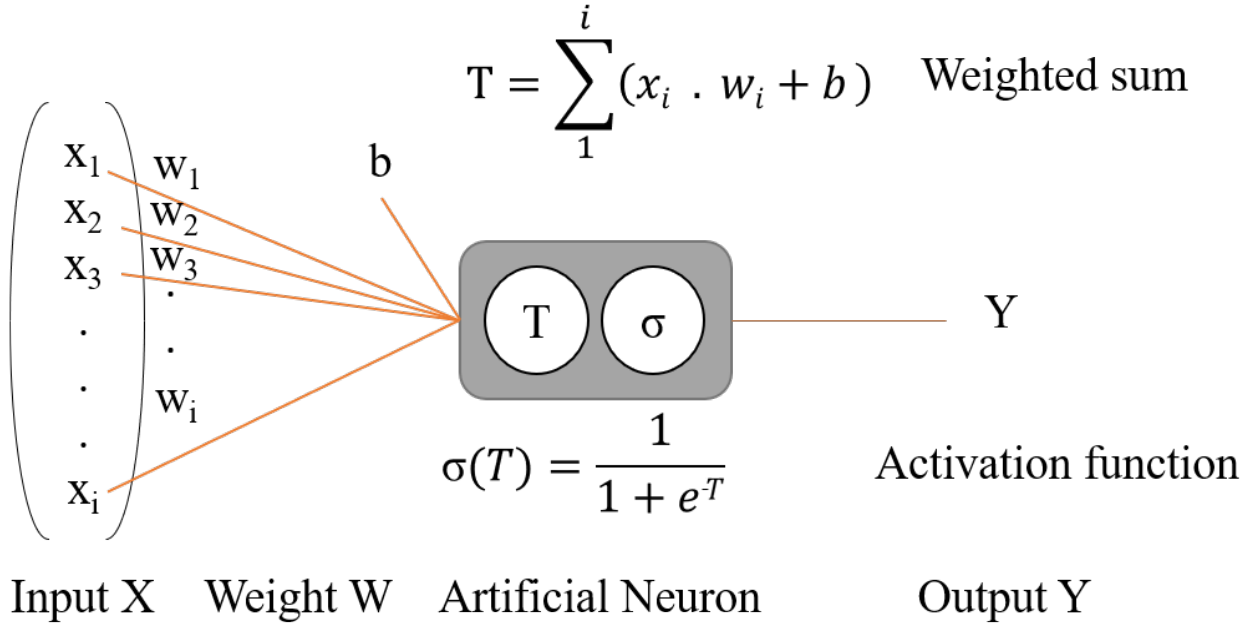 T = ∑ᵢ₁ (xᵢ . wᵢ + b ) Weighted sum
x₁ w₁ b
x₂ w₂
x₃ w₃
. .
. .
. wᵢ
xᵢ
T σ Y
σ(T) = 1 / (1 + e⁻ᵀ) Activation function
Input X Weight W Artificial Neuron Output Y